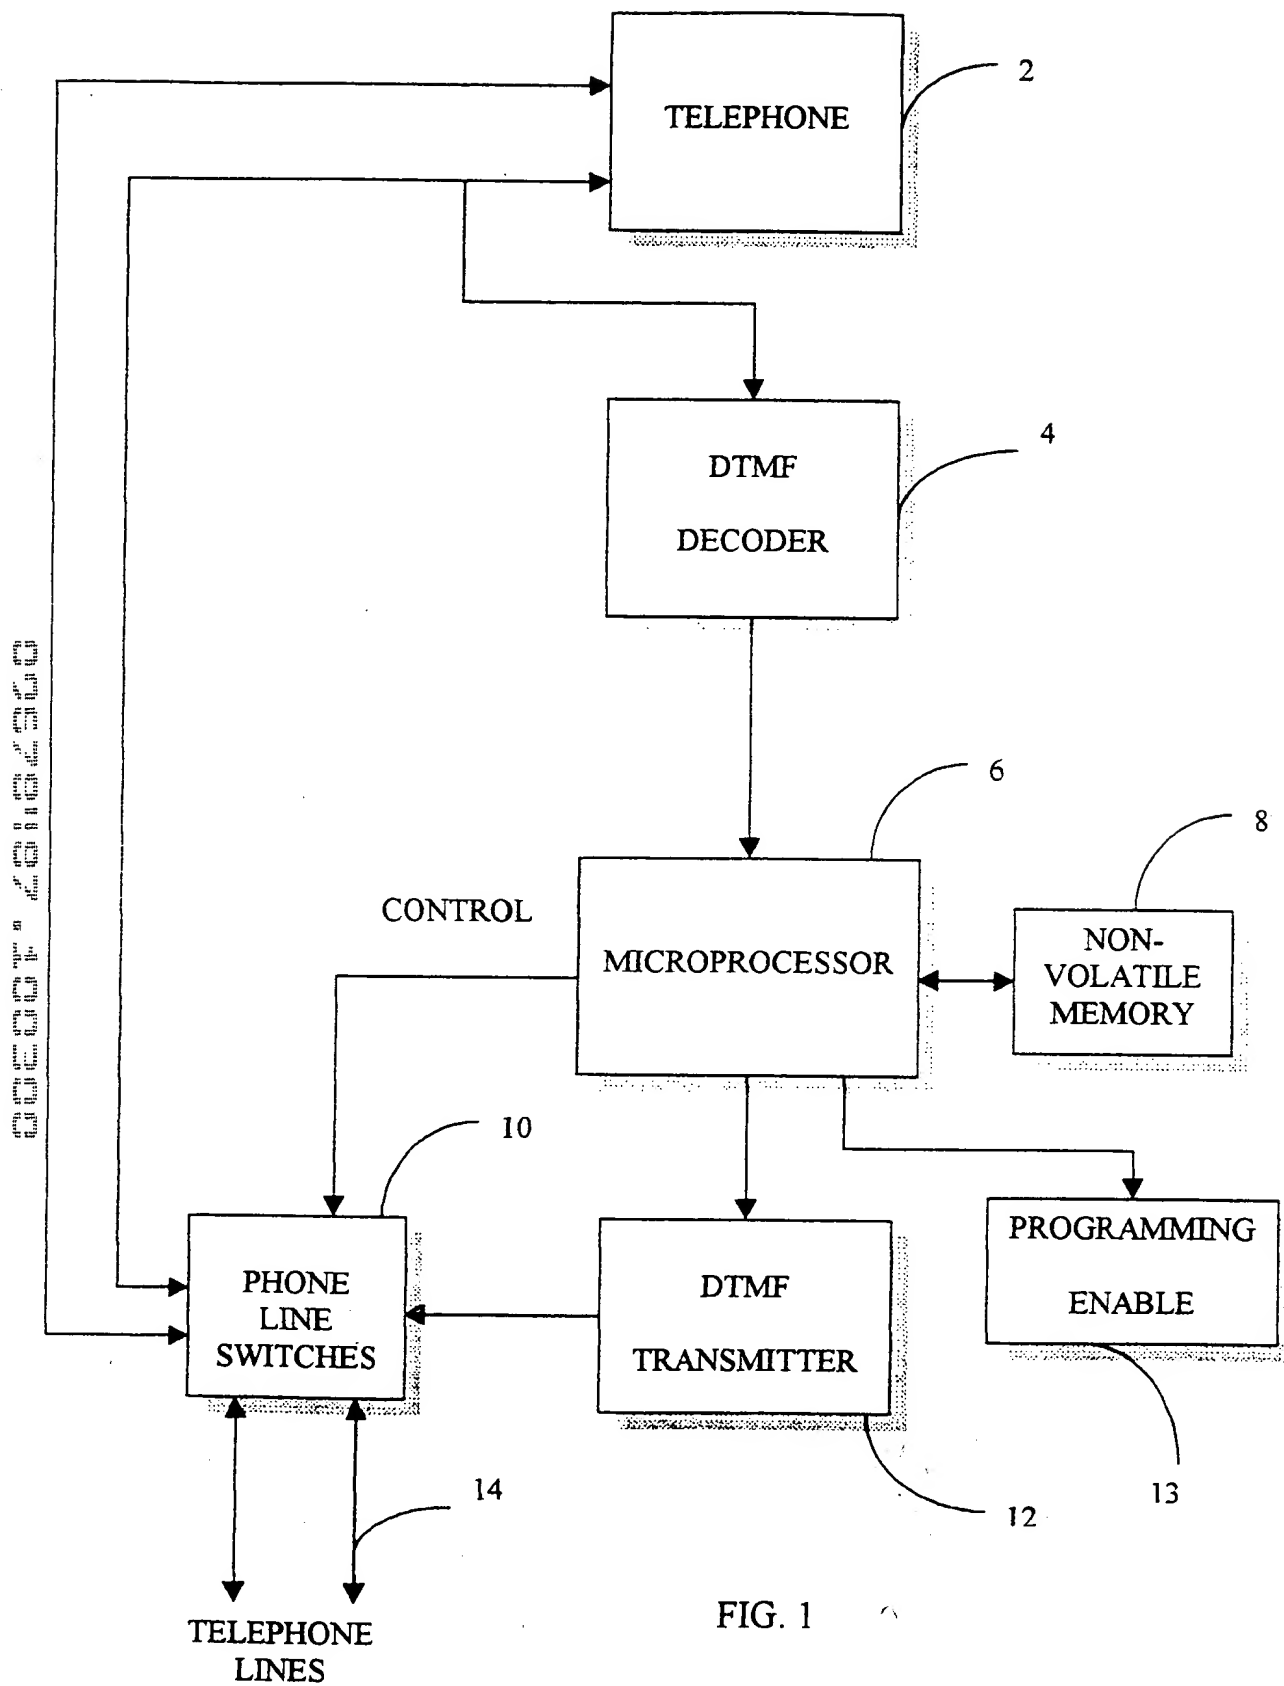 2
TELEPHONE
4
DTMF
DECODER
6
8
CONTROL
MICROPROCESSOR
NON-
VOLATILE
MEMORY
10
PHONE
LINE
SWITCHES
DTMF
TRANSMITTER
PROGRAMMING
ENABLE
14
12
13
TELEPHONE
LINES
FIG. 1